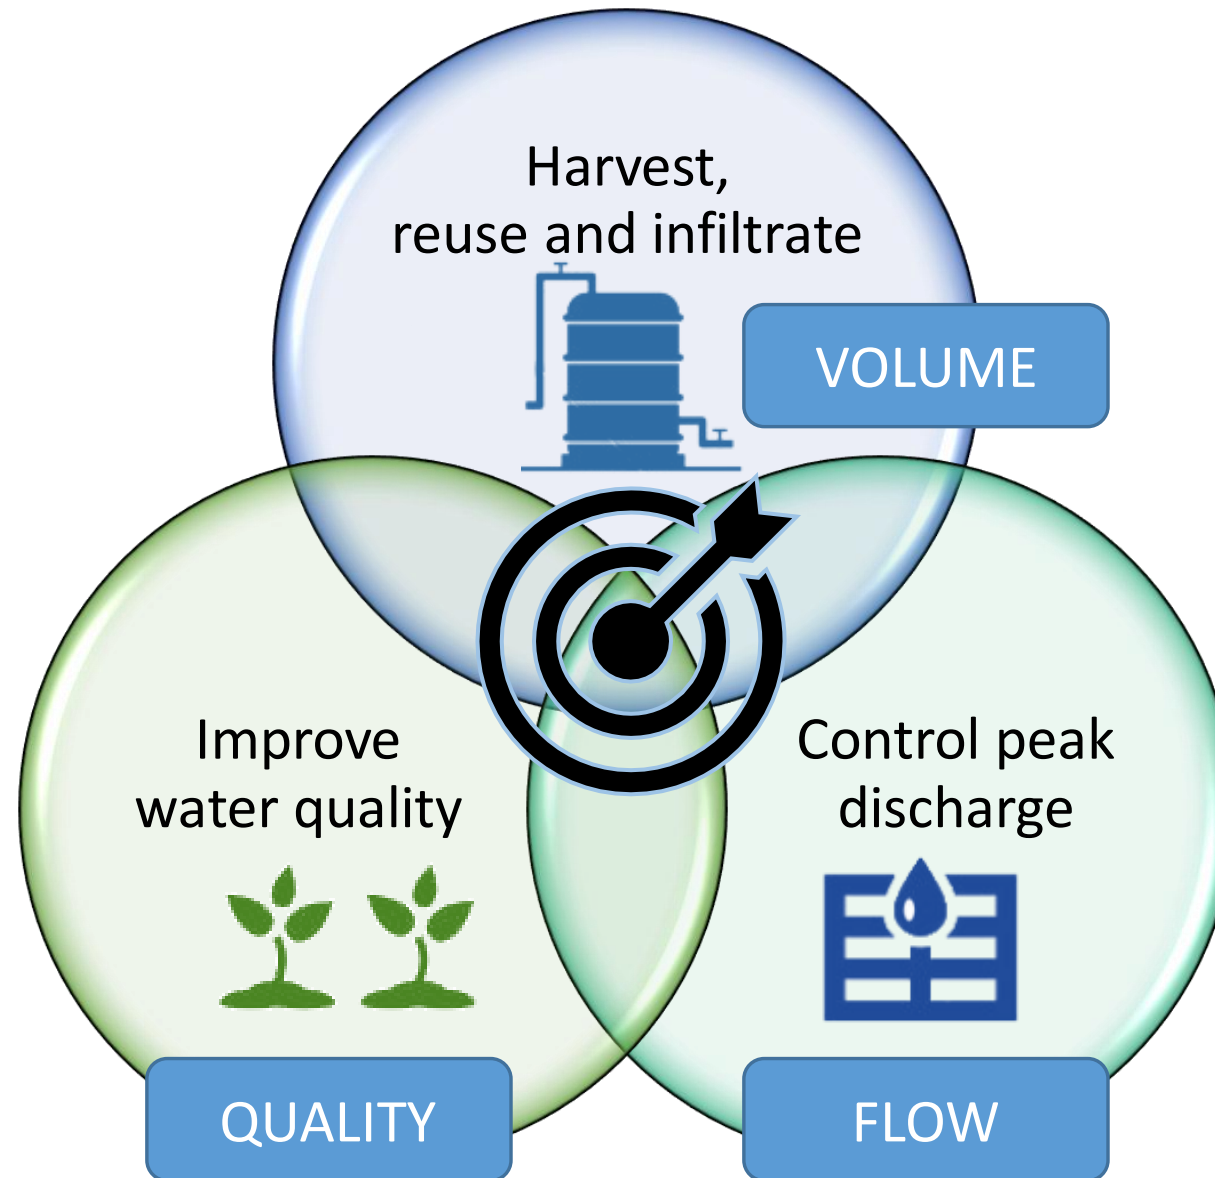 Harvest,
reuse and infiltrate
VOLUME
Improve
water quality
Control peak
discharge
QUALITY
FLOW